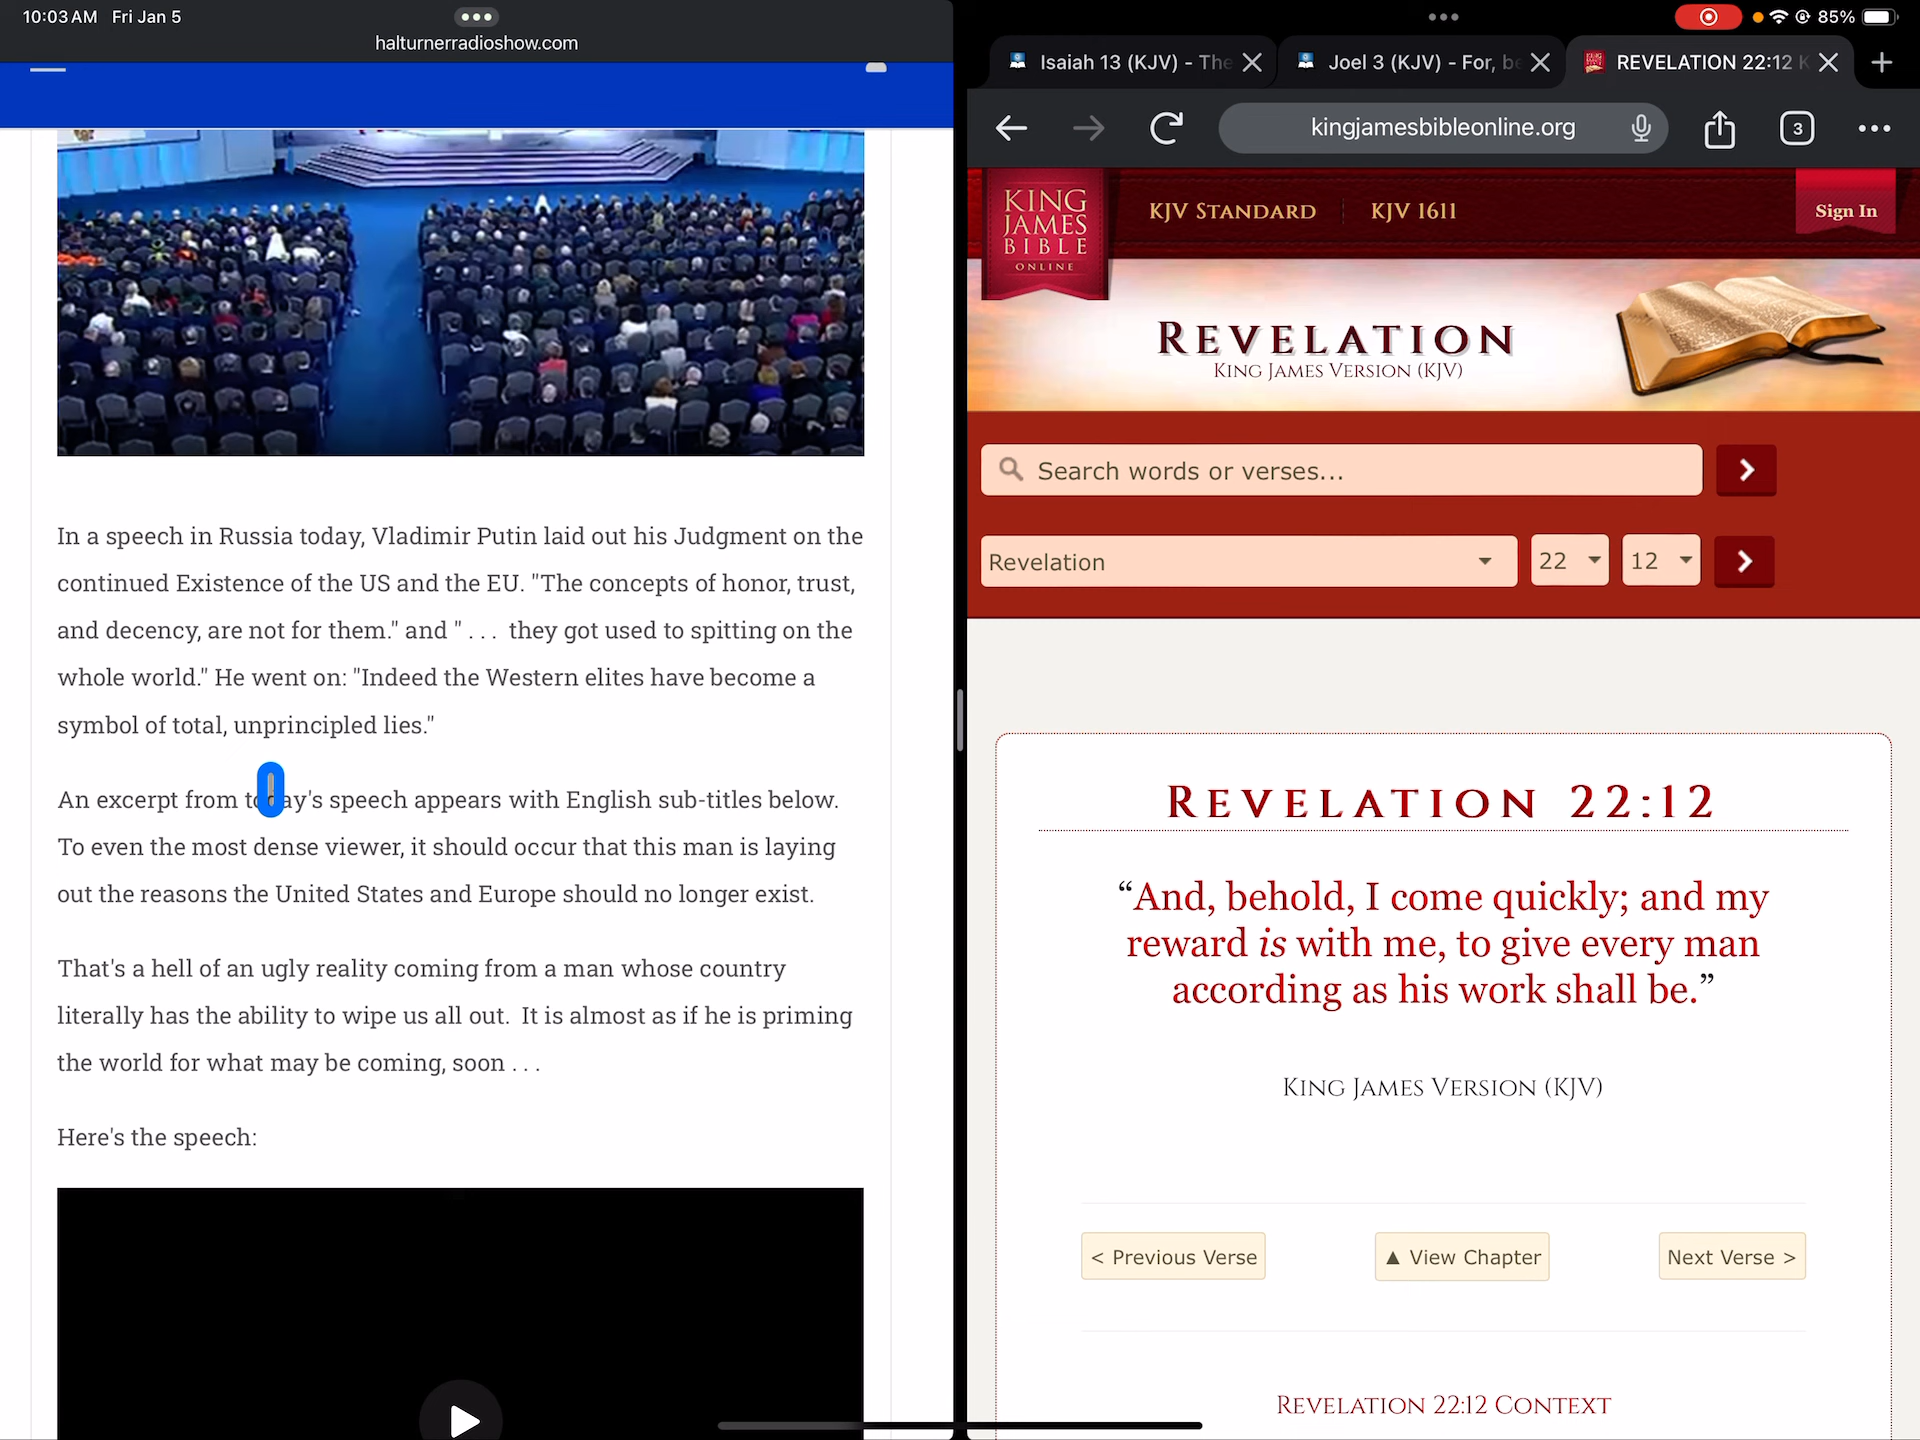 10:03 AM Fri Jan 5
halturnerradioshow.com
85%
Isaiah 13 (KJV) - The
Joel 3 (KJV) - For, be
REVELATION 22:12 K
kingjamesbibleonline.org
3
KING
JAMES
BIBLE
ONLINE
KJV STANDARD
KJV 1611
Sign In
REVELATION
KING JAMES VERSION (KJV)
Search words or verses...
Revelation
22
12
In a speech in Russia today, Vladimir Putin laid out his Judgment on the
continued Existence of the US and the EU. "The concepts of honor, trust,
and decency, are not for them." and " . . .  they got used to spitting on the
whole world." He went on: "Indeed the Western elites have become a
symbol of total, unprincipled lies."
An excerpt from today's speech appears with English sub-titles below.
To even the most dense viewer, it should occur that this man is laying
out the reasons the United States and Europe should no longer exist.
That's a hell of an ugly reality coming from a man whose country
literally has the ability to wipe us all out.  It is almost as if he is priming
the world for what may be coming, soon . . .
Here's the speech:
REVELATION 22:12
“And, behold, I come quickly; and my
reward is with me, to give every man
according as his work shall be.”
KING JAMES VERSION (KJV)
< Previous Verse
▲ View Chapter
Next Verse >
REVELATION 22:12 CONTEXT